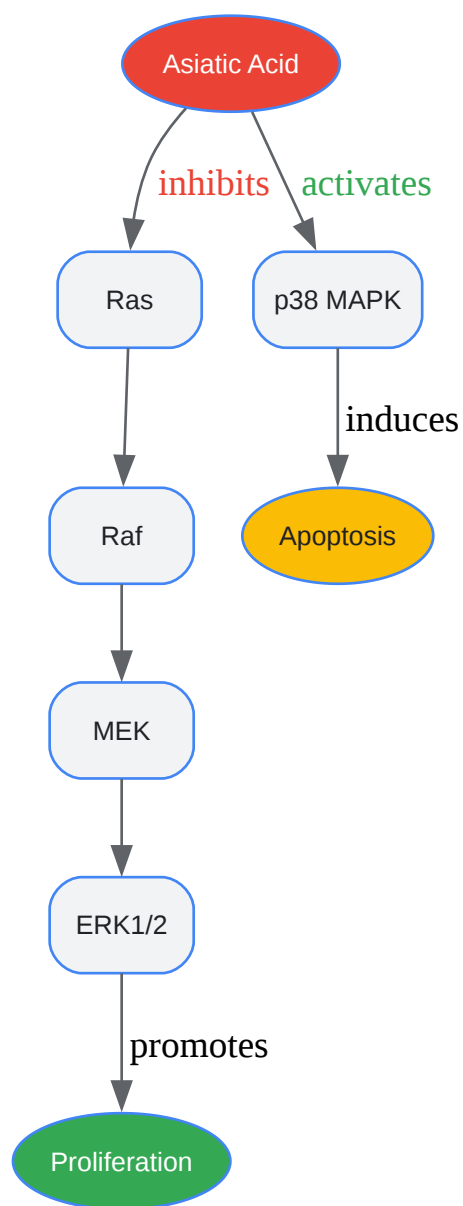 Asiatic Acid
inhibits
activates
Ras
p38 MAPK
induces
Raf
Apoptosis
MEK
ERK1/2
promotes
Proliferation